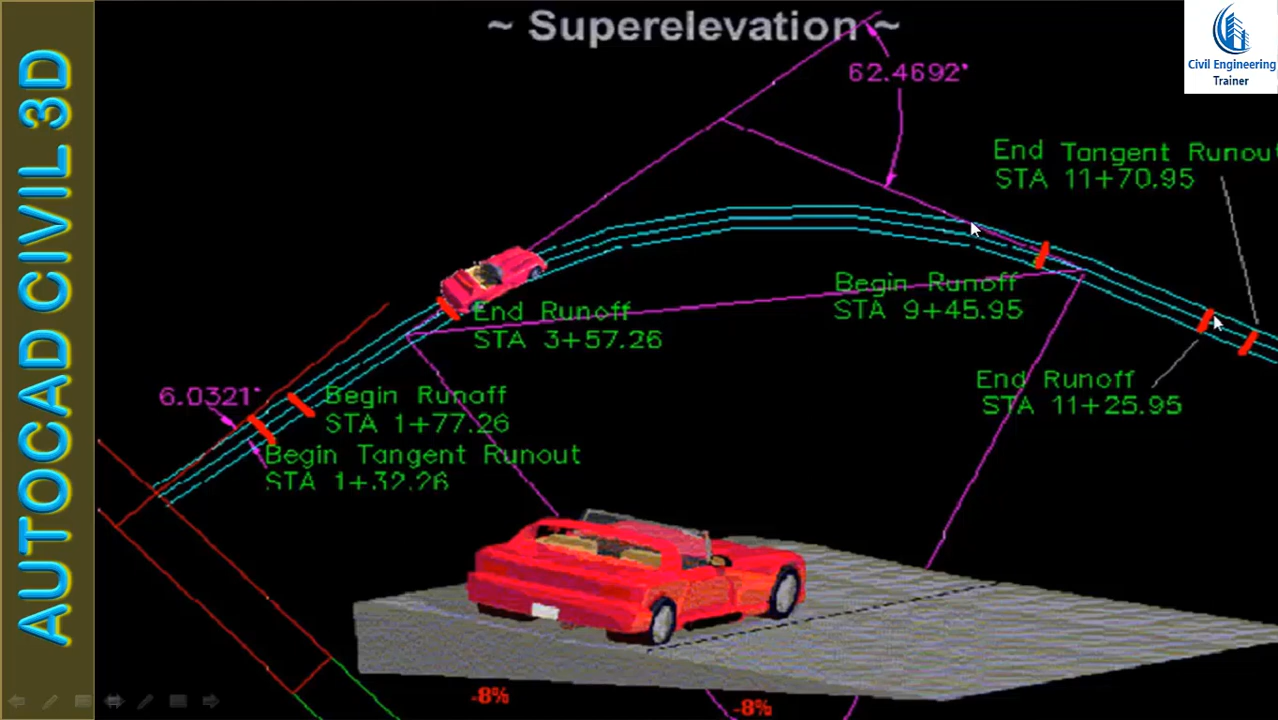 AUTOCAD CIVIL 3D
~ Superelevation ~
Civil Engineering
Trainer
62.4692°
End Tangent Runou
STA 11+70.95
Begin Runoff
STA 9+45.95
End Runoff
STA 3+57.26
End Runoff
STA 11+25.95
6.0321°
Begin Runoff
STA 1+77.26
Begin Tangent Runout
STA 1+32.26
-8%
-8%